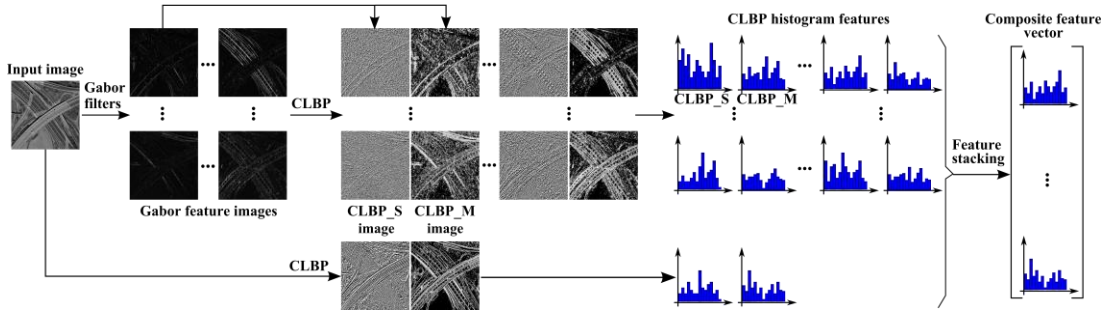 Input image
Gabor
filters
Gabor feature images
CLBP
CLBP_S
image
CLBP_M
image
CLBP
CLBP histogram features
CLBP_S
CLBP_M
Feature
stacking
Composite feature
vector